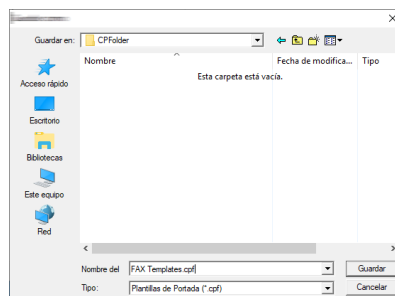 Guardar en: CPFolder
Nombre Fecha de modifica... Tipo
Esta carpeta está vacía.
Acceso rápido
Escritorio
Bibliotecas
Este equipo
Red
Nombre del FAX Templates.cpf Guardar
Tipo: Plantillas de Portada (*.cpf) Cancelar